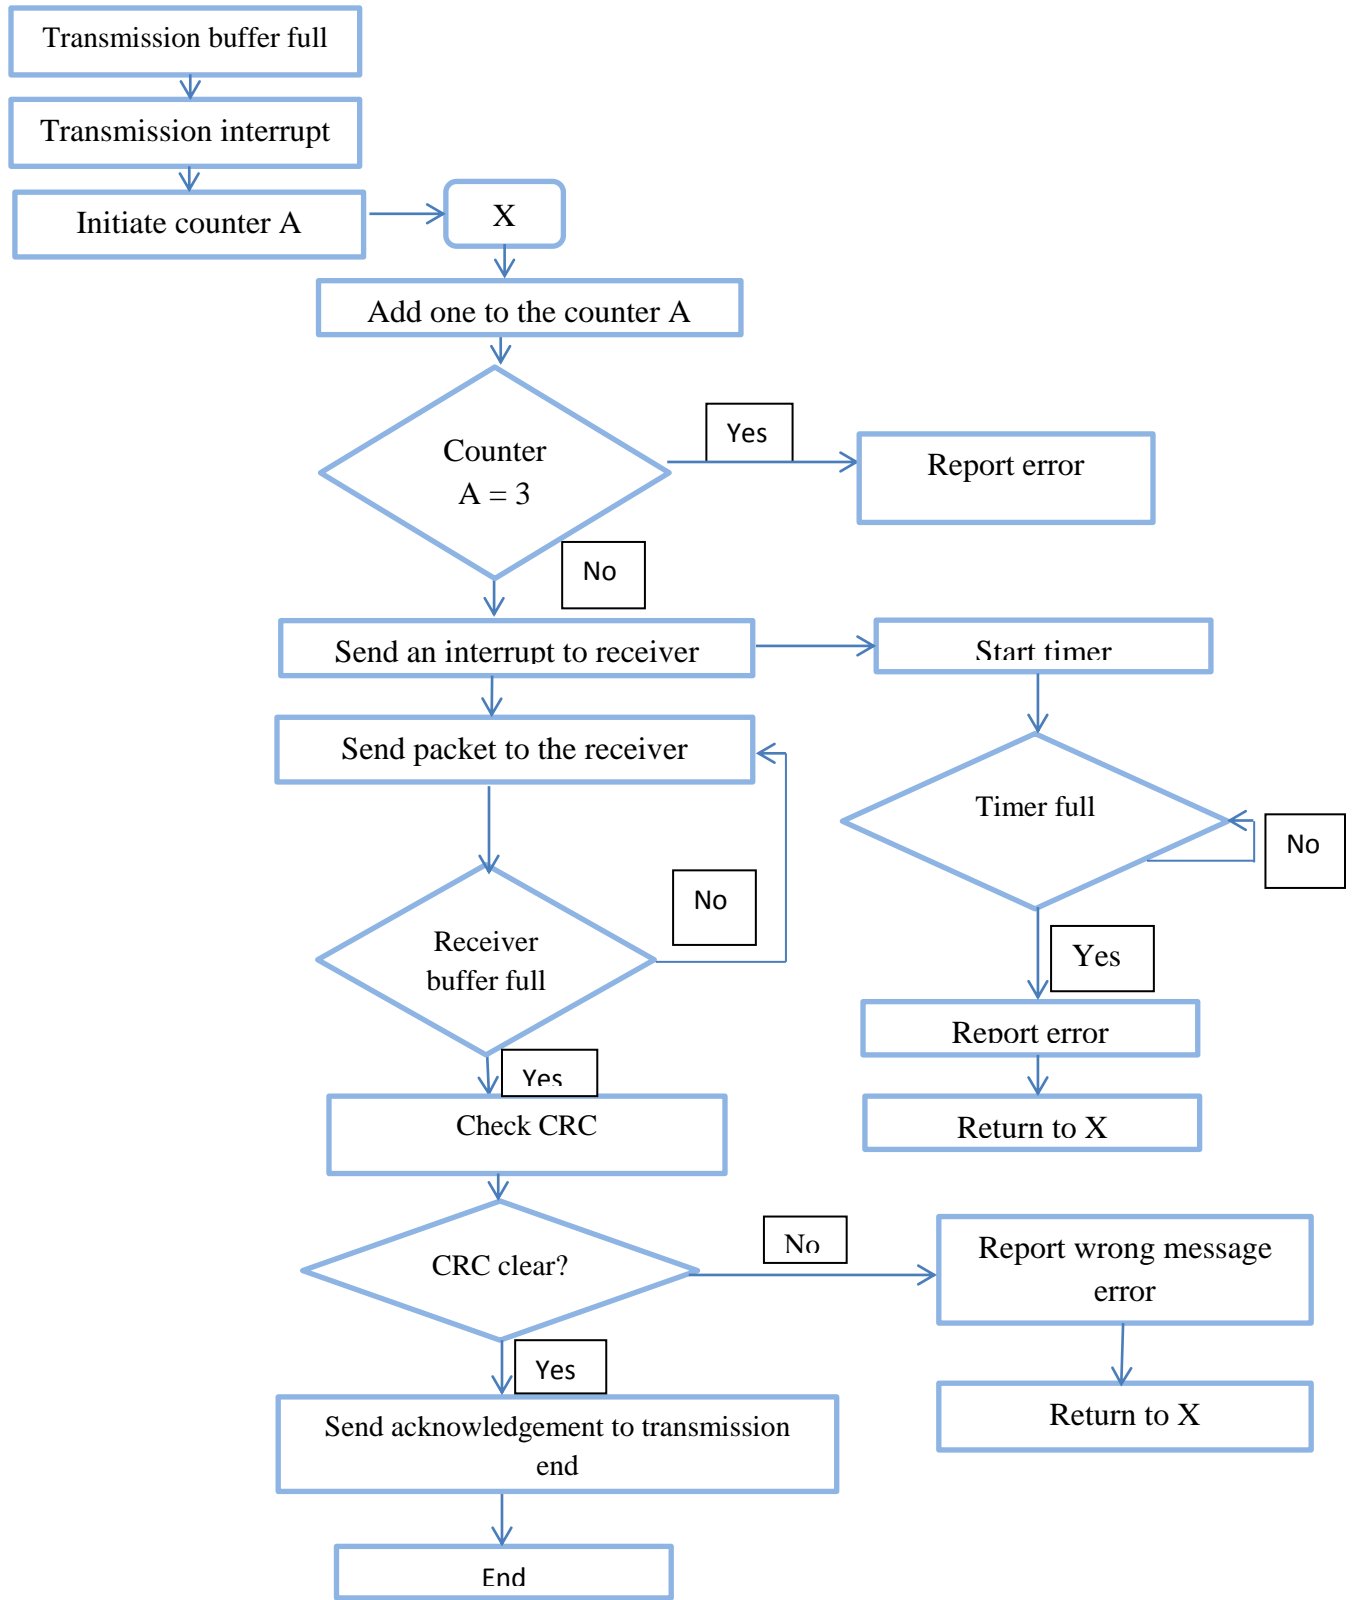 Transmission buffer full
Transmission interrupt
Initiate counter A
X
Add one to the counter A
Counter
A = 3
Yes
Report error
No
Send an interrupt to receiver
Start timer
Send packet to the receiver
Timer full
No
No
Receiver
buffer full
Yes
Report error
Yes
Check CRC
Return to X
CRC clear?
No
Report wrong message
error
Yes
Return to X
Send acknowledgement to transmission
end
End